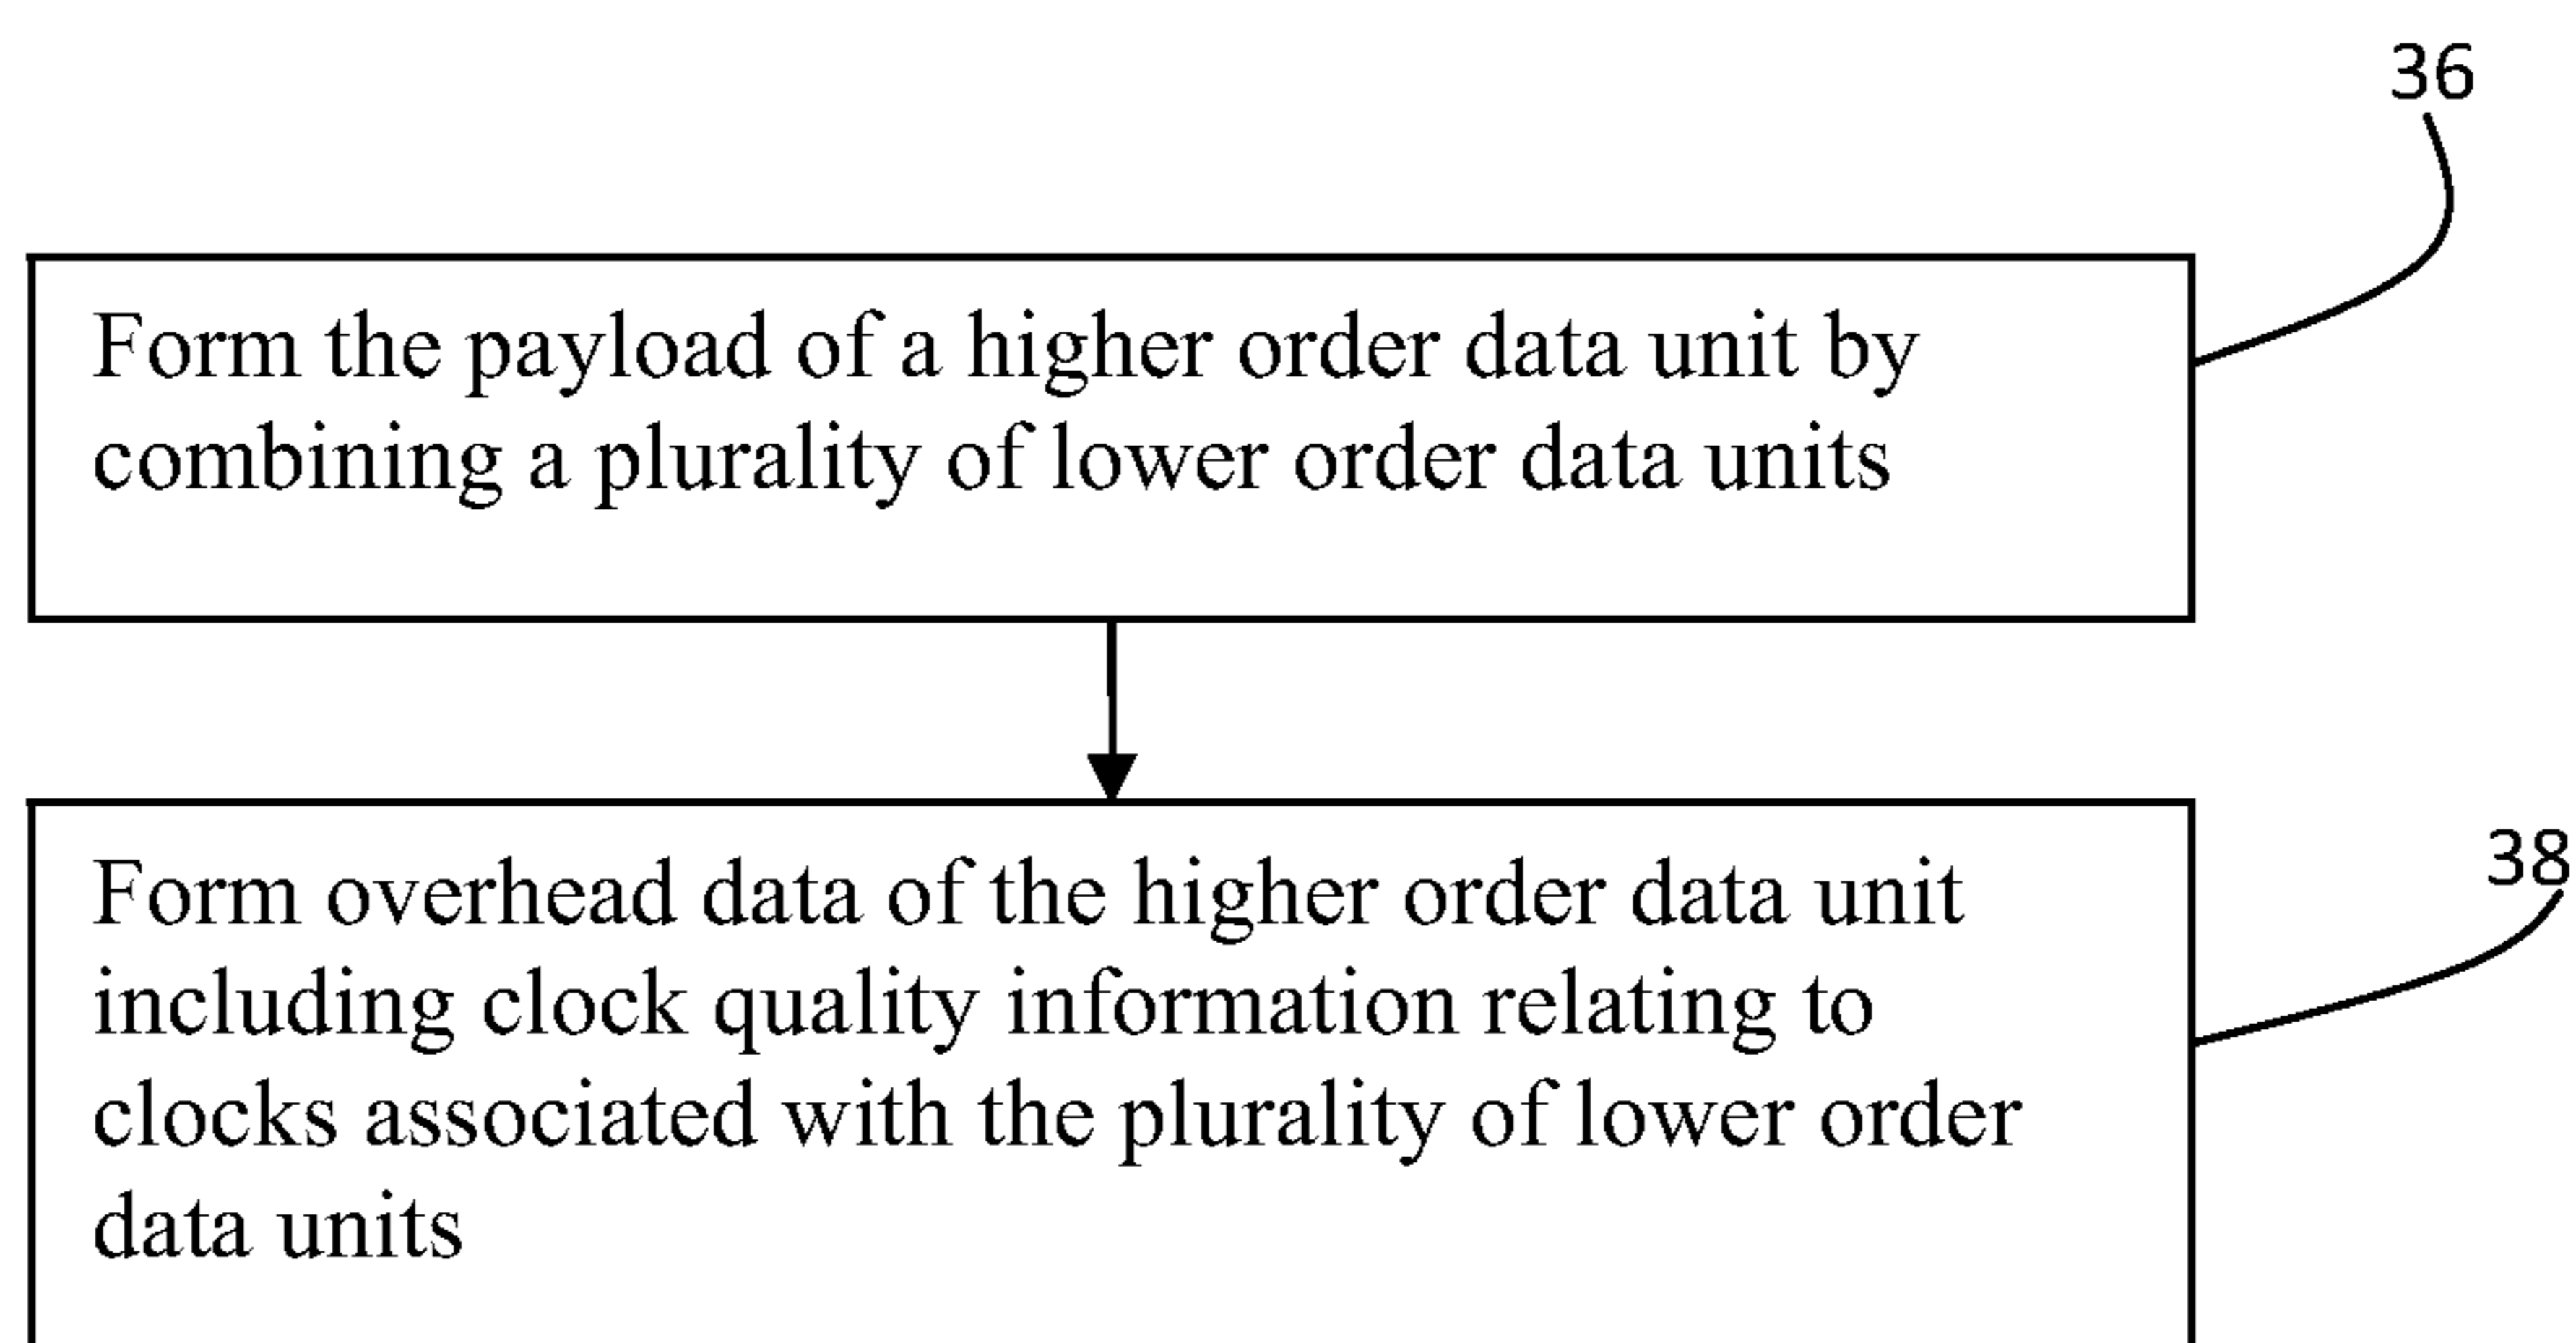 36
Form the payload of a higher order data unit by
combining a plurality of lower order data units
38
Form overhead data of the higher order data unit
including clock quality information relating to
clocks associated with the plurality of lower order
data units